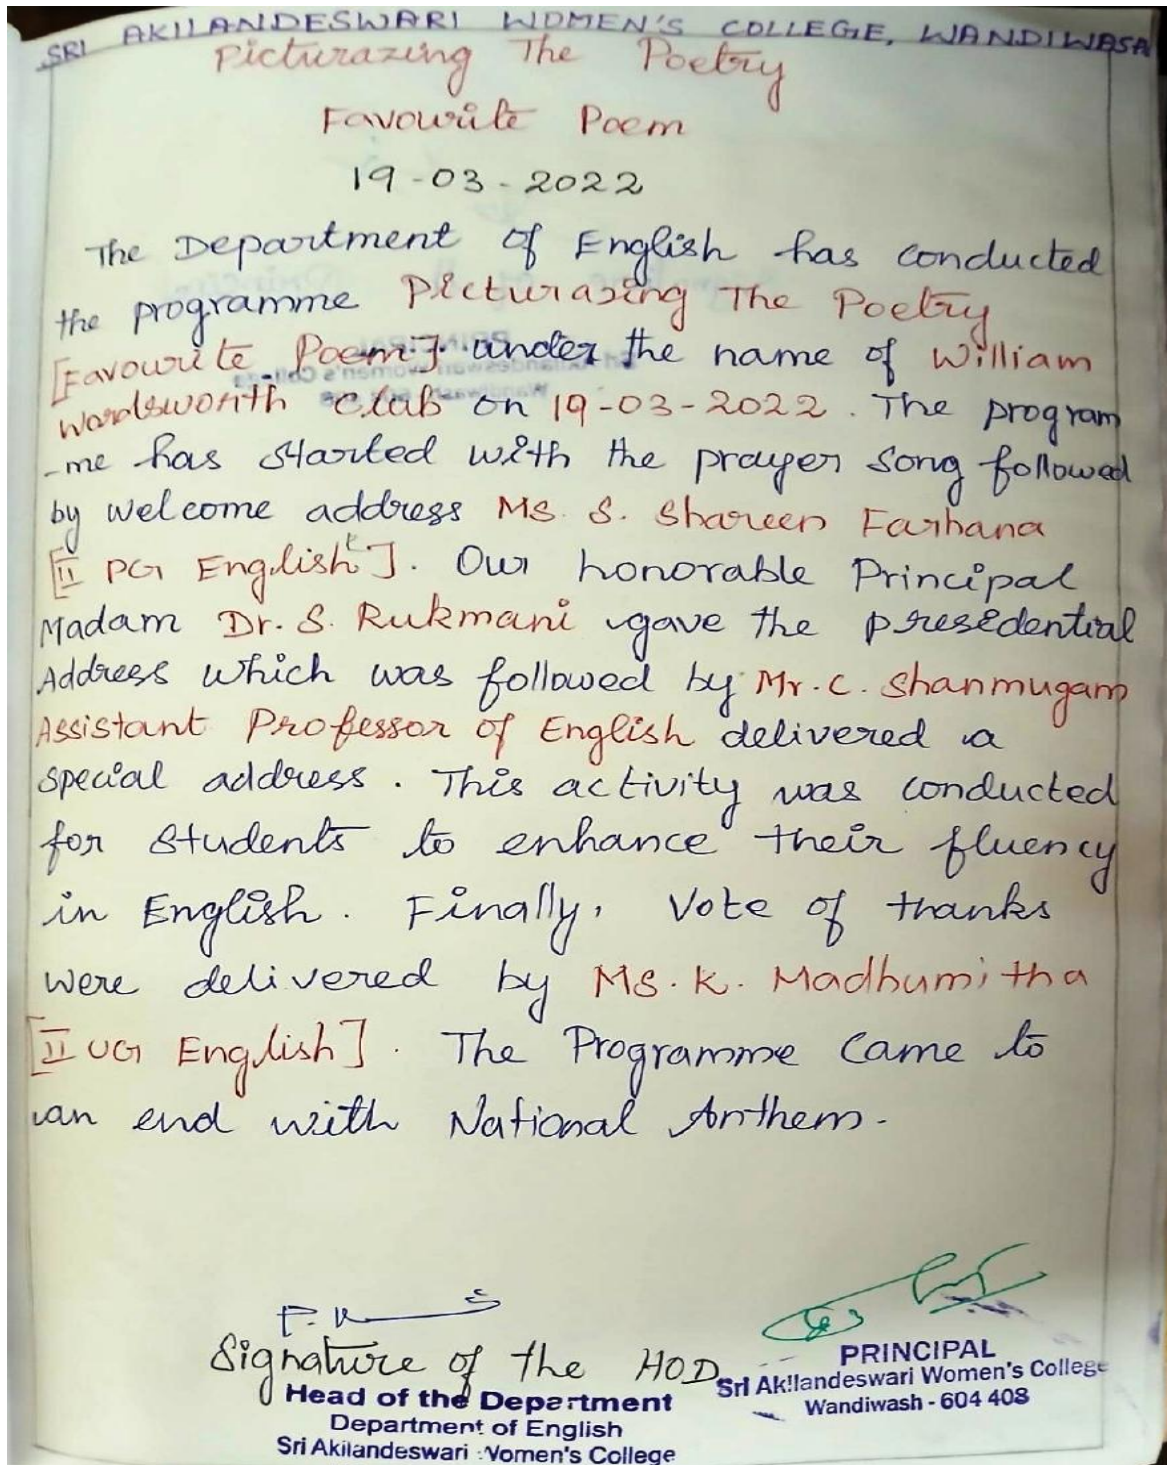 SRI AKILANDESWARI WOMEN'S COLLEGE, WANDIWASH
Picturazing The Poetry
Favourite Poem
19-03-2022
The Department of English has conducted
the programme Picturazing The Poetry
[Favourite Poem]. under the name of William
Wordsworth Club on 19-03-2022. The program
-me has started with the prayer song followed
by welcome address Ms. S. Shareen Farhana
[II PG English]. Our honorable Principal
Madam Dr. S. Rukmani gave the presidential
Address which was followed by Mr. C. Shanmugam
Assistant Professor of English delivered a
special address. This activity was conducted
for students to enhance their fluency
in English. Finally, Vote of thanks
were delivered by Ms. K. Madhumitha
[II UG English]. The Programme came to
an end with National Anthem.
Signature of the HOD
Head of the Department
Department of English
Sri Akilandeswari Women's College
PRINCIPAL
Sri Akilandeswari Women's College
Wandiwash - 604 408